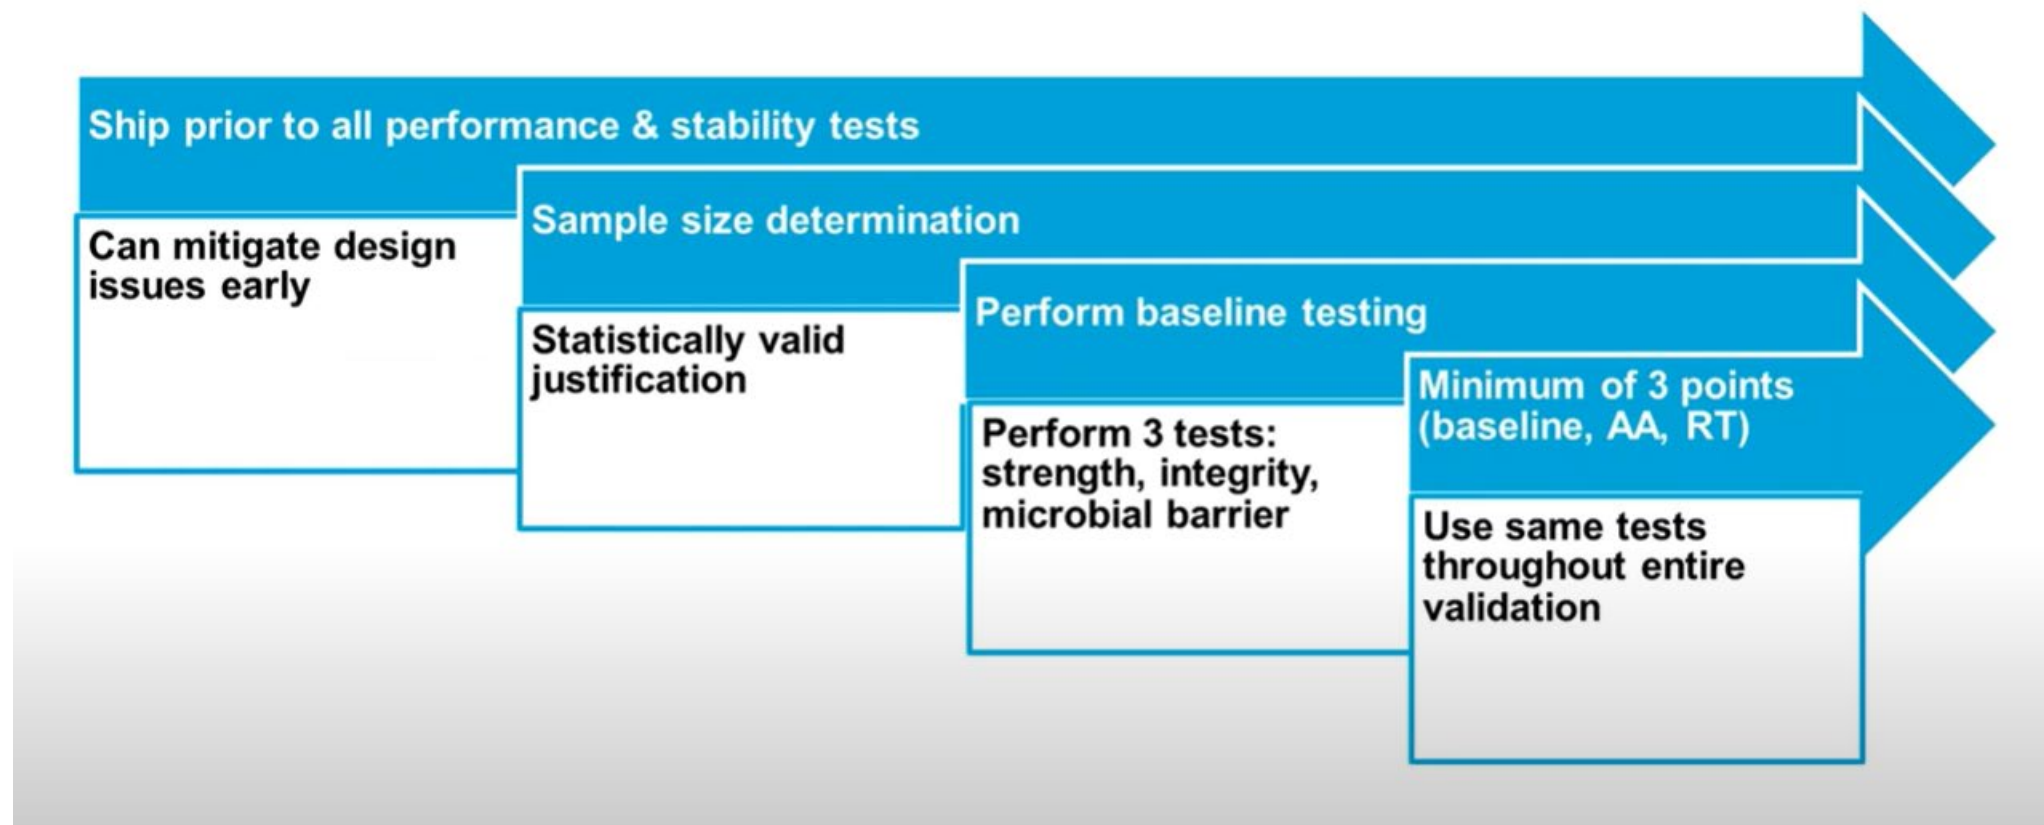 Ship prior to all performance & stability tests
Can mitigate design
issues early
Sample size determination
Statistically valid
justification
Perform baseline testing
Perform 3 tests:
strength, integrity,
microbial barrier
Minimum of 3 points
(baseline, AA, RT)
Use same tests
throughout entire
validation